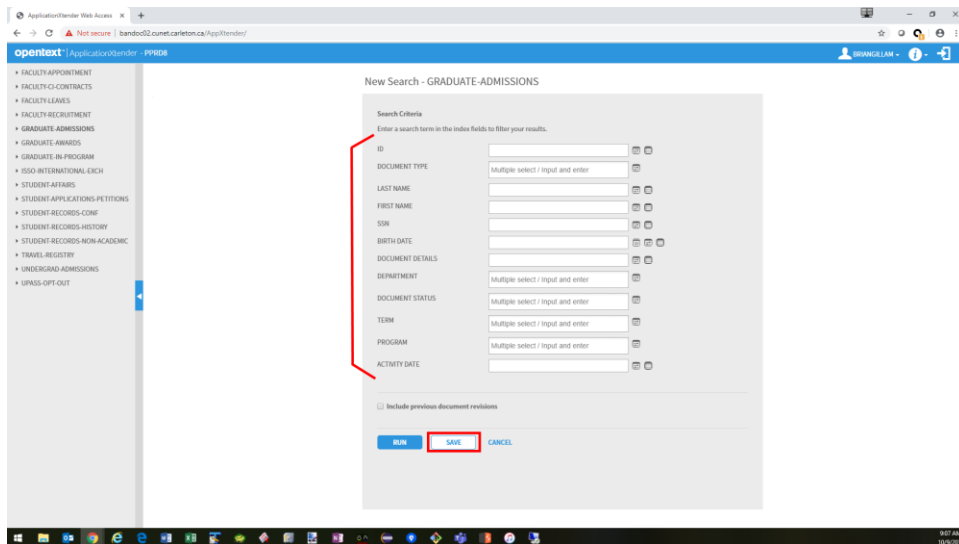 ApplicationXtender Web Access
Not secure | bandoc02.cunet.carleton.ca/AppXtender/
opentext™ | ApplicationXtender - PPRD8
BRIANGILLAM
FACULTY-APPOINTMENT
FACULTY-CI-CONTRACTS
FACULTY-LEAVES
FACULTY-RECRUITMENT
GRADUATE-ADMISSIONS
GRADUATE-AWARDS
GRADUATE-IN-PROGRAM
ISSO-INTERNATIONAL-EXCH
STUDENT-AFFAIRS
STUDENT-APPLICATIONS-PETITIONS
STUDENT-RECORDS-CONF
STUDENT-RECORDS-HISTORY
STUDENT-RECORDS-NON-ACADEMIC
TRAVEL-REGISTRY
UNDERGRAD-ADMISSIONS
UPASS-OPT-OUT
New Search - GRADUATE-ADMISSIONS
Search Criteria
Enter a search term in the index fields to filter your results.
ID
DOCUMENT TYPE Multiple select / Input and enter
LAST NAME
FIRST NAME
SSN
BIRTH DATE
DOCUMENT DETAILS
DEPARTMENT Multiple select / Input and enter
DOCUMENT STATUS Multiple select / Input and enter
TERM Multiple select / Input and enter
PROGRAM Multiple select / Input and enter
ACTIVITY DATE
Include previous document revisions
RUN SAVE CANCEL
9:07 AM